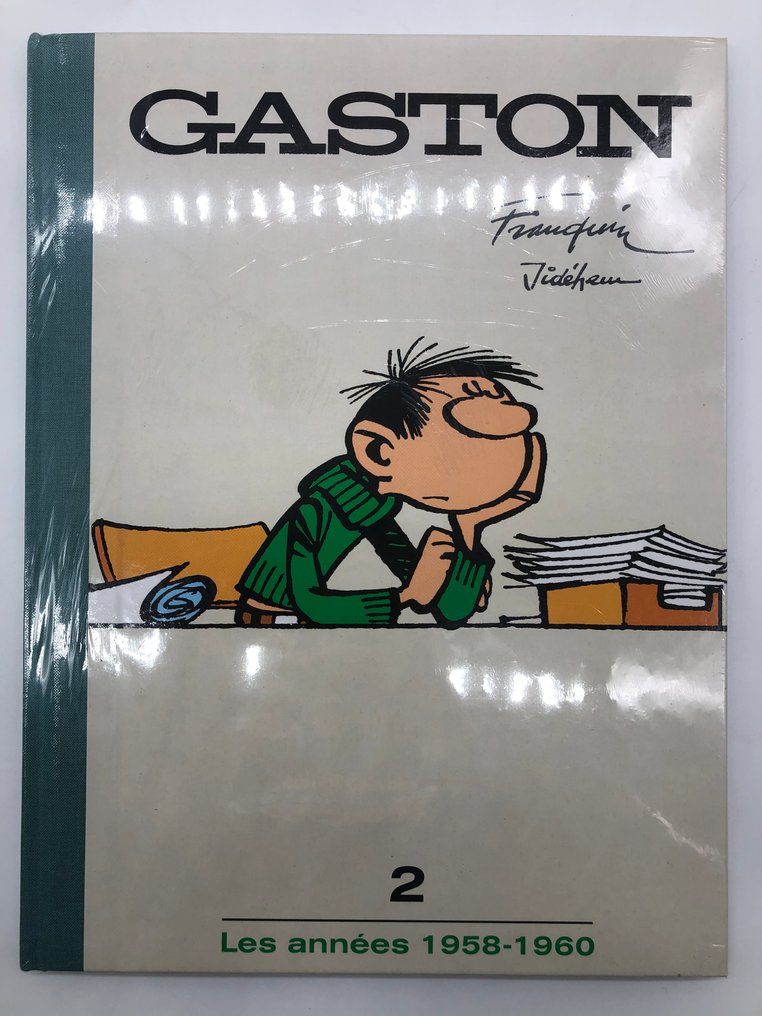 GASTON
Franquin
Jidéhem
2
Les années 1958-1960